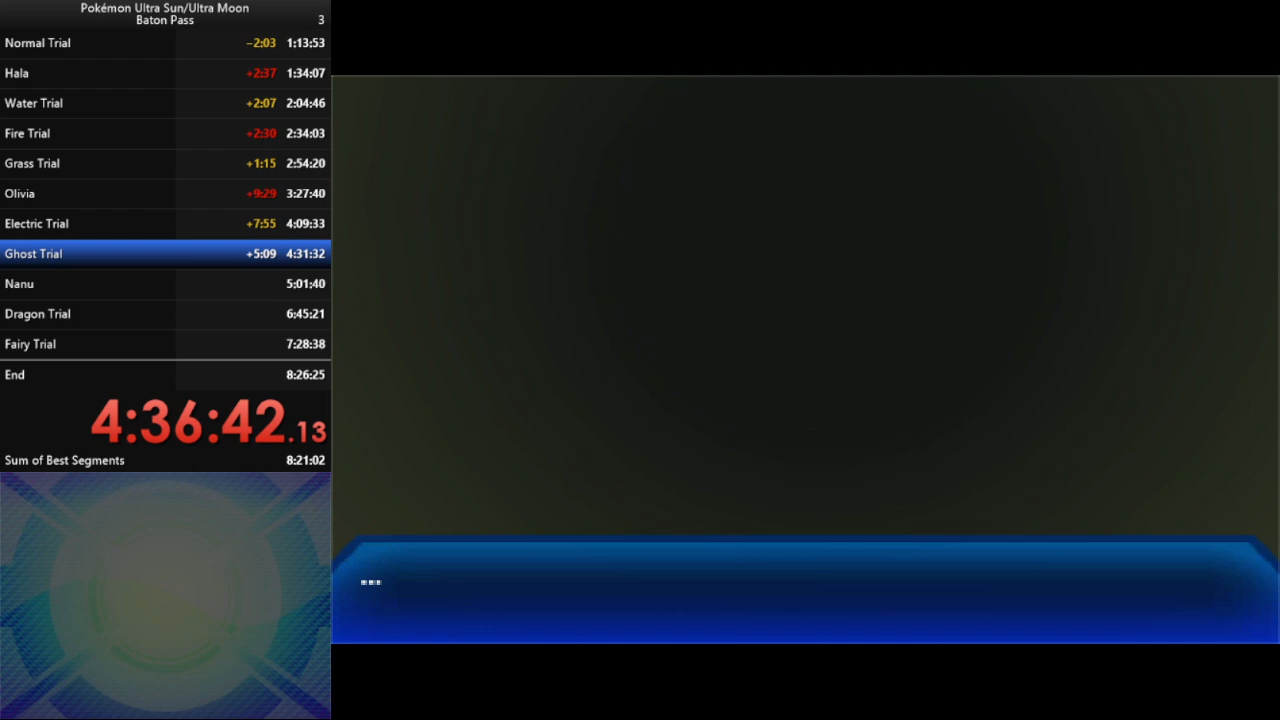 Pokémon Ultra Sun/Ultra Moon
Baton Pass 3
Normal Trial -2:03 1:13:53
Hala +2:37 1:34:07
Water Trial +2:07 2:04:46
Fire Trial +2:30 2:34:03
Grass Trial +1:15 2:54:20
Olivia +9:29 3:27:40
Electric Trial +7:55 4:09:33
Ghost Trial +5:09 4:31:32
Nanu 5:01:40
Dragon Trial 6:45:21
Fairy Trial 7:28:38
End 8:26:25
4:36:42.13
Sum of Best Segments 8:21:02
...